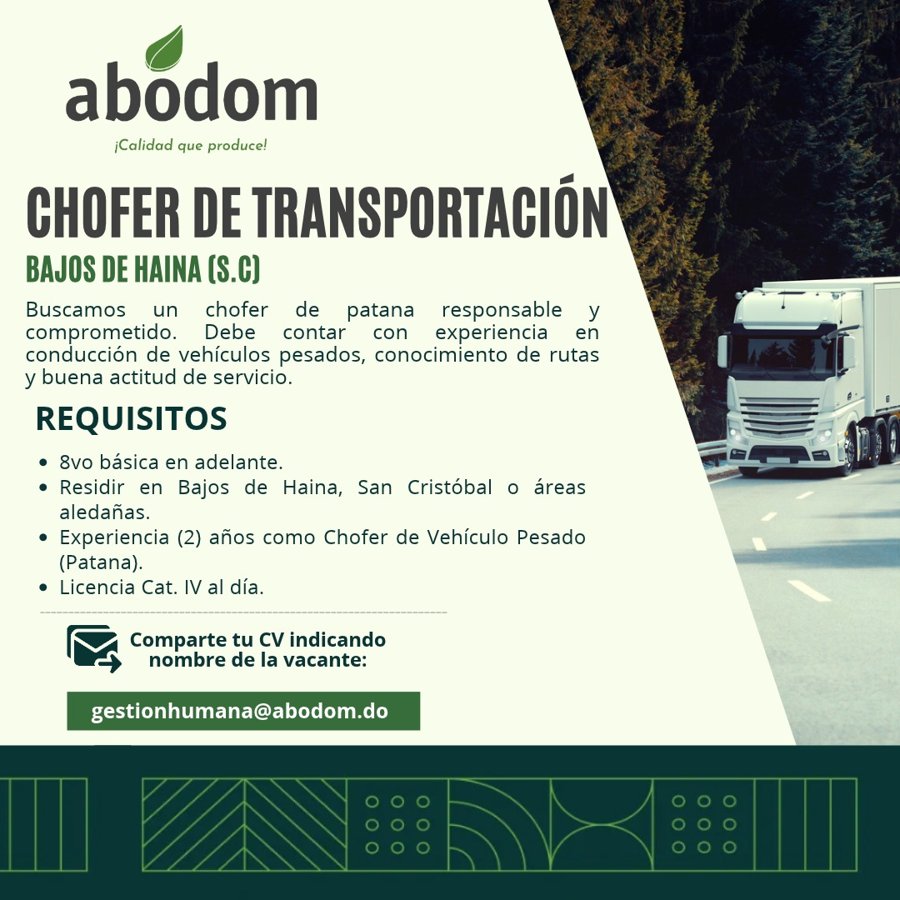 abodom
¡Calidad que produce!
CHOFER DE TRANSPORTACIÓN
BAJOS DE HAINA (S.C)
Buscamos un chofer de patana responsable y
comprometido. Debe contar con experiencia en
conducción de vehículos pesados, conocimiento de rutas
y buena actitud de servicio.
REQUISITOS
• 8vo básica en adelante.
• Residir en Bajos de Haina, San Cristóbal o áreas
aledañas.
• Experiencia (2) años como Chofer de Vehículo Pesado
(Patana).
• Licencia Cat. IV al día.
Comparte tu CV indicando
nombre de la vacante:
gestionhumana@abodom.do